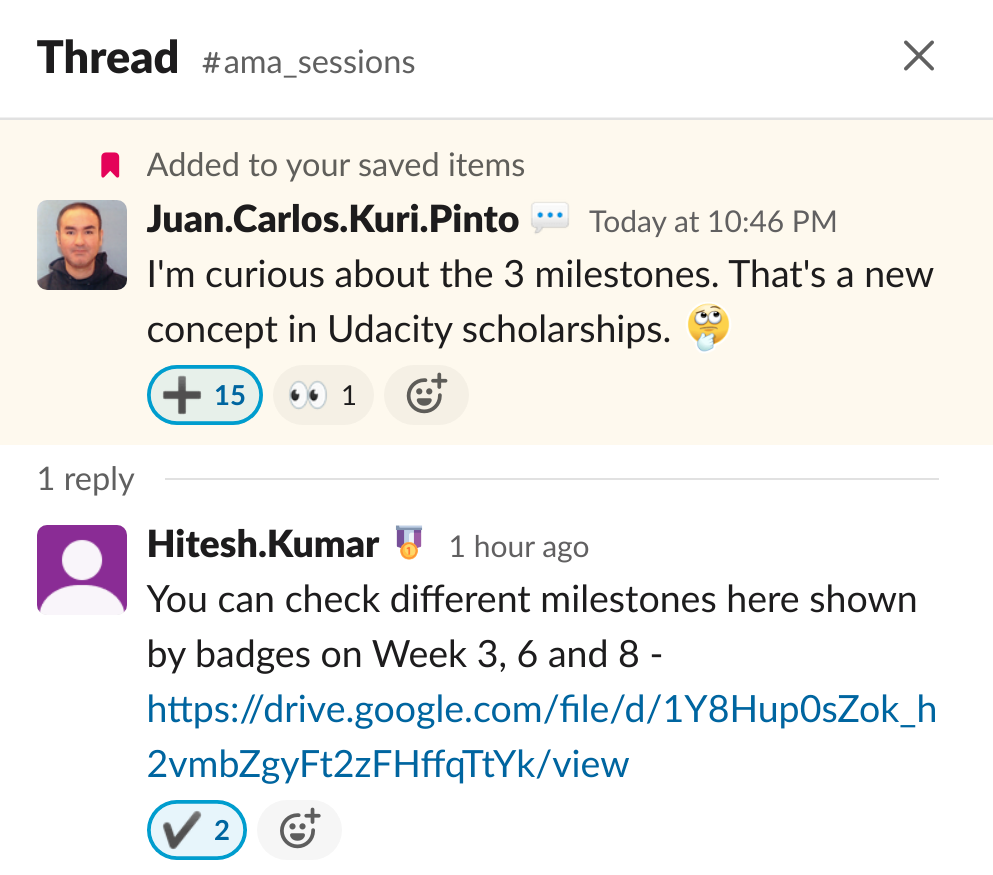 Thread #ama_sessions
Added to your saved items
Juan.Carlos.Kuri.Pinto Today at 10:46 PM
I'm curious about the 3 milestones. That's a new
concept in Udacity scholarships.
15 1
1 reply
Hitesh.Kumar 1 hour ago
You can check different milestones here shown
by badges on Week 3, 6 and 8 -
https://drive.google.com/file/d/1Y8Hup0sZok_h
2vmbZgyFt2zFHffqTtYk/view
2